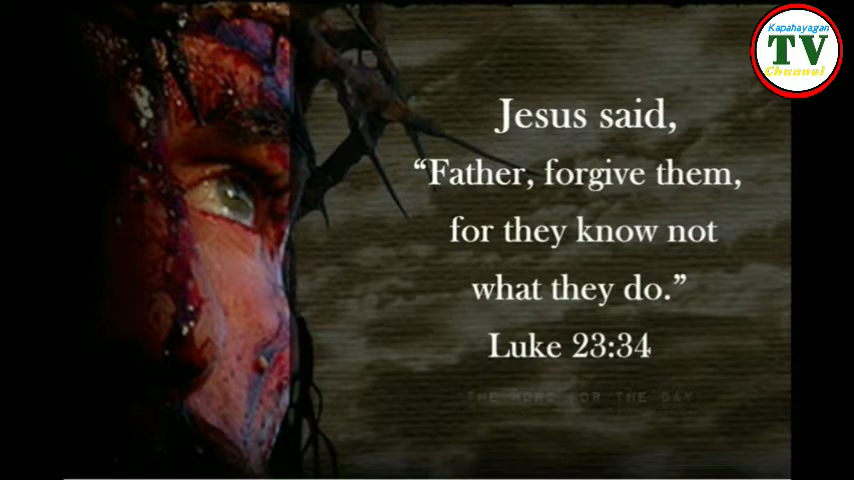 Kapahayagan
TV
Channel
Jesus said,
“Father, forgive them,
for they know not
what they do.”
Luke 23:34
THE WORD FOR THE DAY